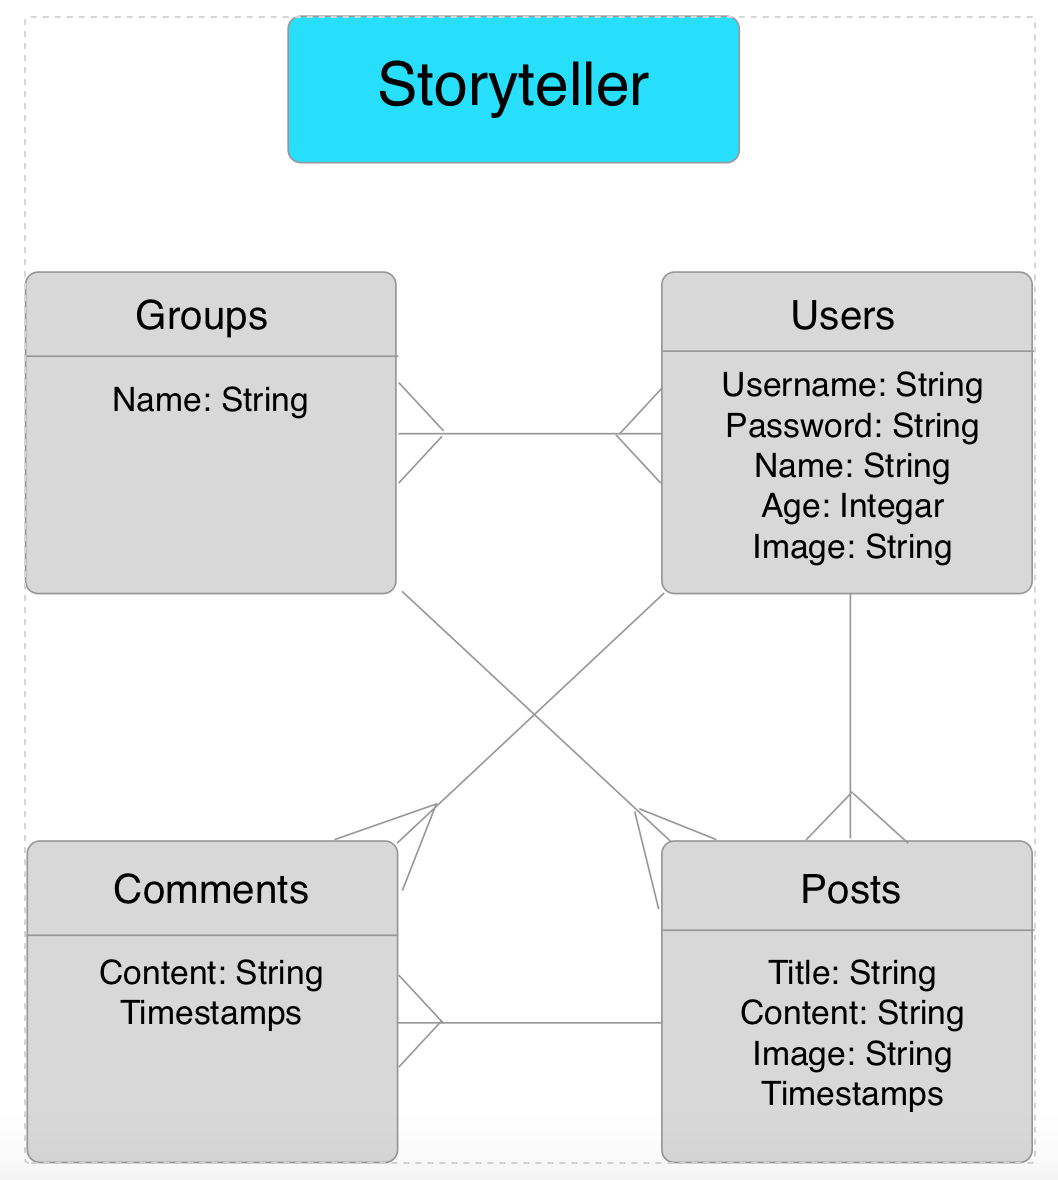 Storyteller
Groups
Name: String
Users
Username: String
Password: String
Name: String
Age: Integar
Image: String
Comments
Content: String
Timestamps
Posts
Title: String
Content: String
Image: String
Timestamps